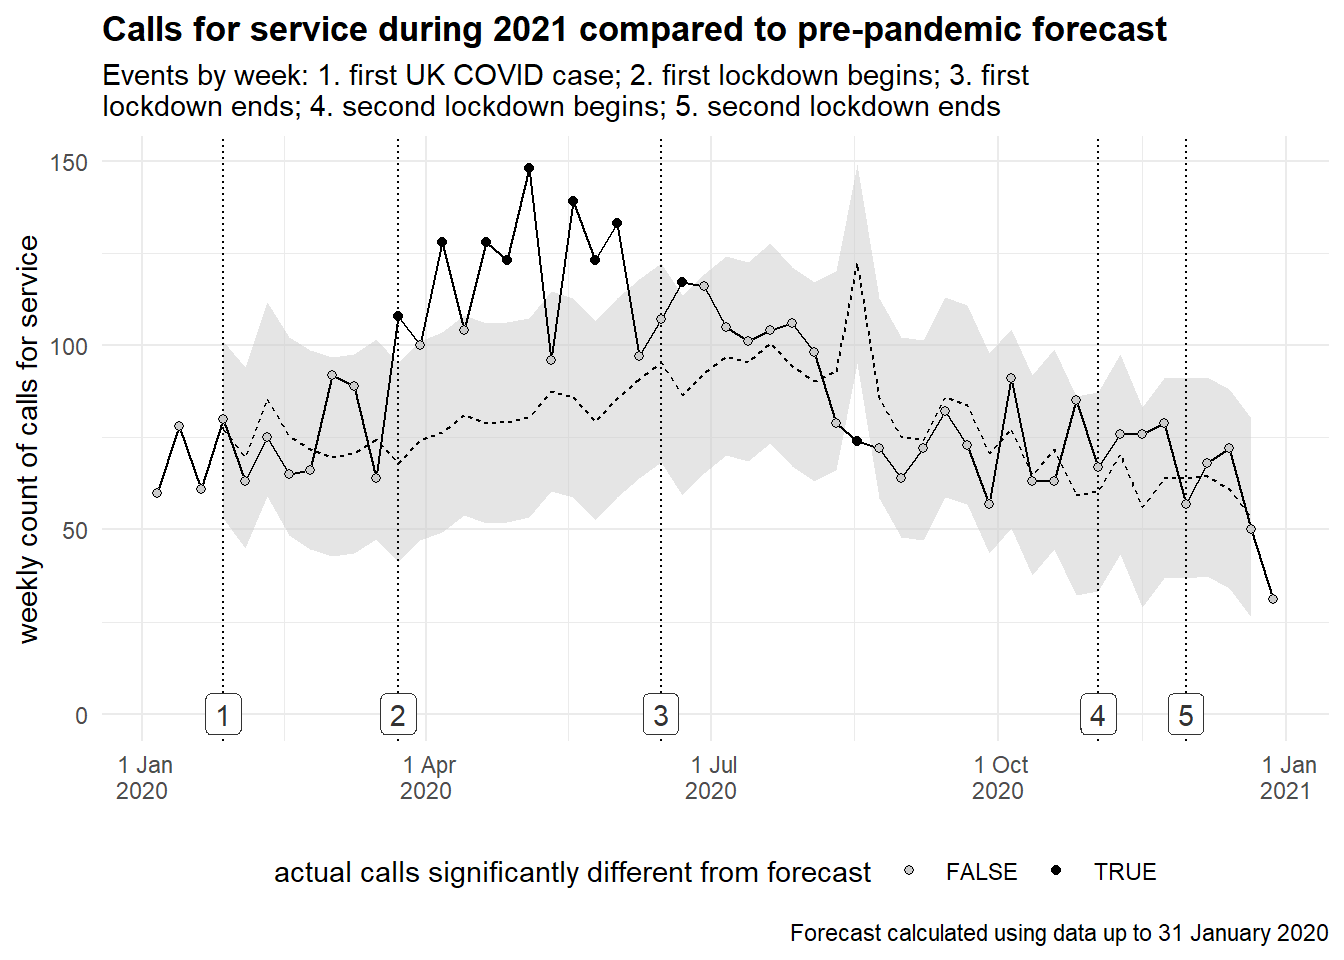 Calls for service during 2021 compared to pre-pandemic forecast
Events by week: 1. first UK COVID case; 2. first lockdown begins; 3. first
lockdown ends; 4. second lockdown begins; 5. second lockdown ends
weekly count of calls for service
150
100
50
0
1
2
3
4
5
1 Jan
2020
1 Apr
2020
1 Jul
2020
1 Oct
2020
1 Jan
2021
actual calls significantly different from forecast FALSE TRUE
Forecast calculated using data up to 31 January 2020